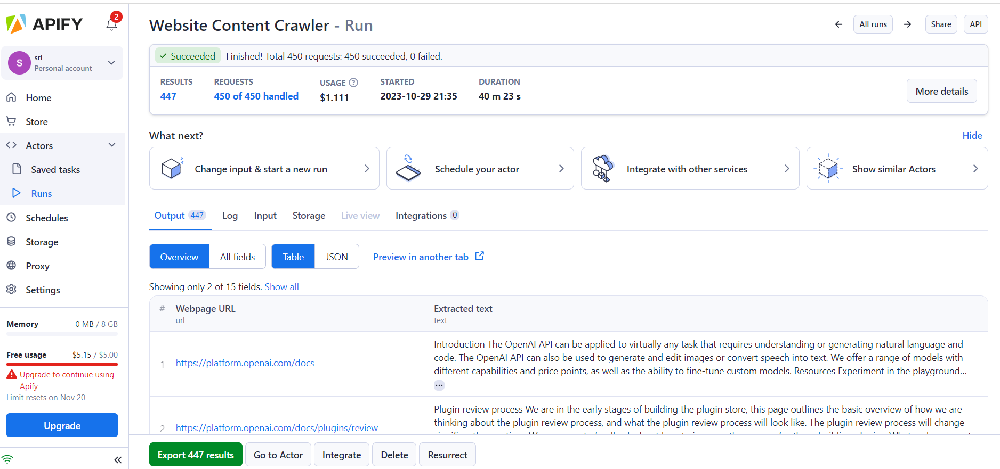 APIFY
2
S
sri
Personal account
Home
Store
Actors
Saved tasks
Runs
Schedules
Storage
Proxy
Settings
Memory 0 MB / 8 GB
Free usage $5.15 / $5.00
Upgrade to continue using
Apify
Limit resets on Nov 20
Upgrade
Website Content Crawler - Run
All runs
Share
API
Succeeded Finished! Total 450 requests: 450 succeeded, 0 failed.
RESULTS REQUESTS USAGE ? STARTED DURATION
447 450 of 450 handled $1.111 2023-10-29 21:35 40 m 23 s
More details
What next? Hide
Change input & start a new run
Schedule your actor
Integrate with other services
Show similar Actors
Output 447 Log Input Storage Live view Integrations 0
Overview All fields Table JSON Preview in another tab
Showing only 2 of 15 fields. Show all
# Webpage URL Extracted text
url text
Introduction The OpenAI API can be applied to virtually any task that requires understanding or generating natural language and
1 https://platform.openai.com/docs code. The OpenAI API can also be used to generate and edit images or convert speech into text. We offer a range of models with
different capabilities and price points, as well as the ability to fine-tune custom models. Resources Experiment in the playground...
...
Plugin review process We are in the early stages of building the plugin store, this page outlines the basic overview of how we are
2 https://platform.openai.com/docs/plugins/review thinking about the plugin review process, and what the plugin review process will look like. The plugin review process will change
Export 447 results Go to Actor Integrate Delete Resurrect